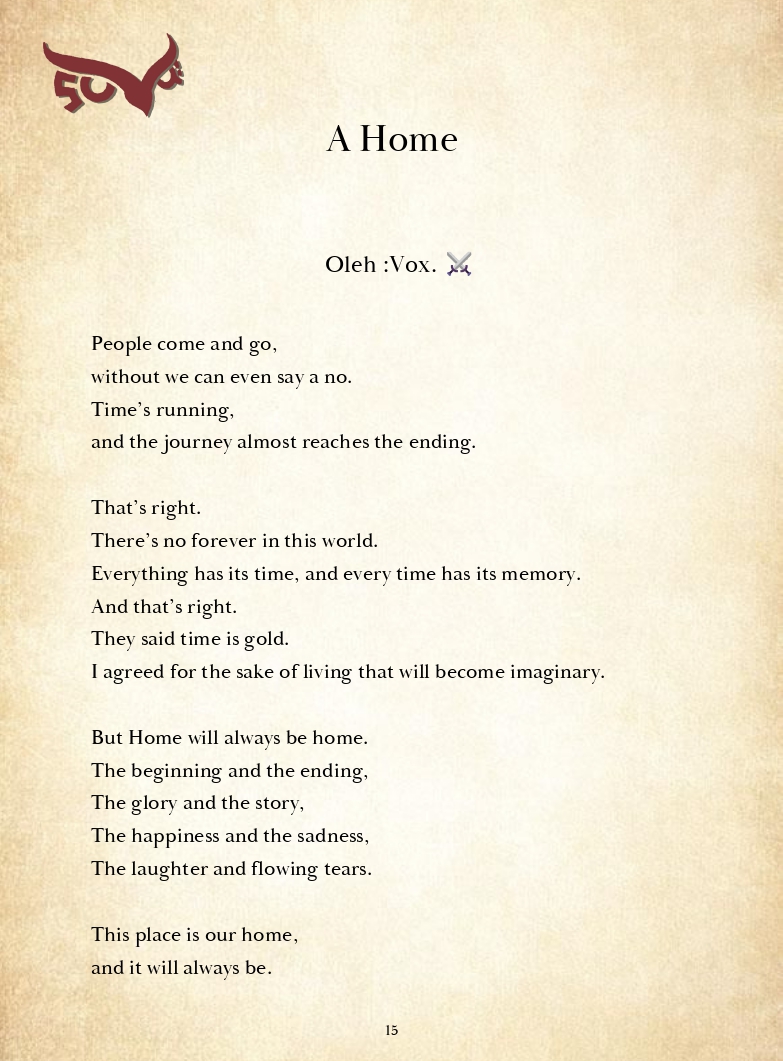 A Home
Oleh :Vox. ⚔
People come and go,
without we can even say a no.
Time's running,
and the journey almost reaches the ending.
That's right.
There's no forever in this world.
Everything has its time, and every time has its memory.
And that's right.
They said time is gold.
I agreed for the sake of living that will become imaginary.
But Home will always be home.
The beginning and the ending,
The glory and the story,
The happiness and the sadness,
The laughter and flowing tears.
This place is our home,
and it will always be.
15